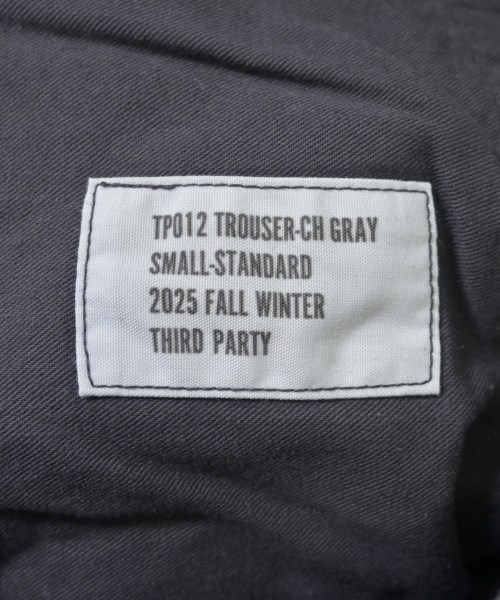 TP012 TROUSER-CH GRAY
SMALL-STANDARD
2025 FALL WINTER
THIRD PARTY